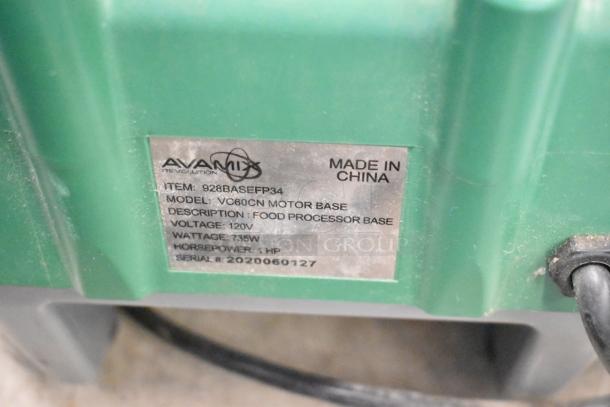 AVAMIX
REVOLUTION
MADE IN
CHINA
ITEM: 928BASEFP34
MODEL: VC60CN MOTOR BASE
DESCRIPTION : FOOD PROCESSOR BASE
VOLTAGE: 120V
WATTAGE: 735W
HORSEPOWER: 1 HP
SERIAL #: 2020060127
GROUP